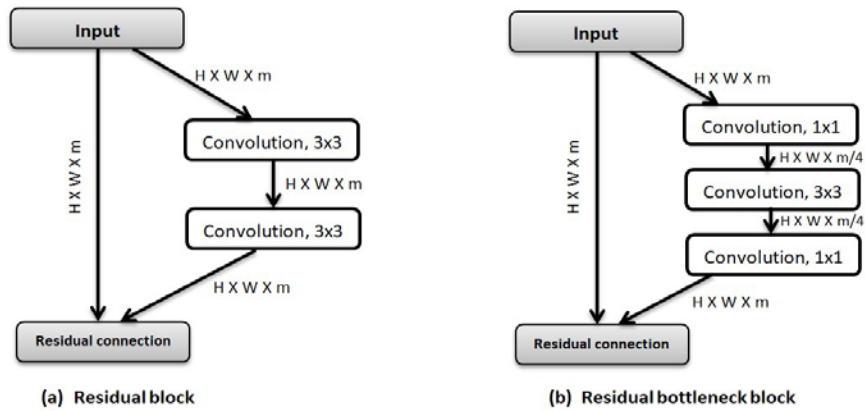 Input
H X W X m
H X W X m
Convolution, 3x3
H X W X m
Convolution, 3x3
H X W X m
Residual connection
(a) Residual block
Input
H X W X m
H X W X m
Convolution, 1x1
H X W X m/4
Convolution, 3x3
H X W X m/4
Convolution, 1x1
H X W X m
Residual connection
(b) Residual bottleneck block